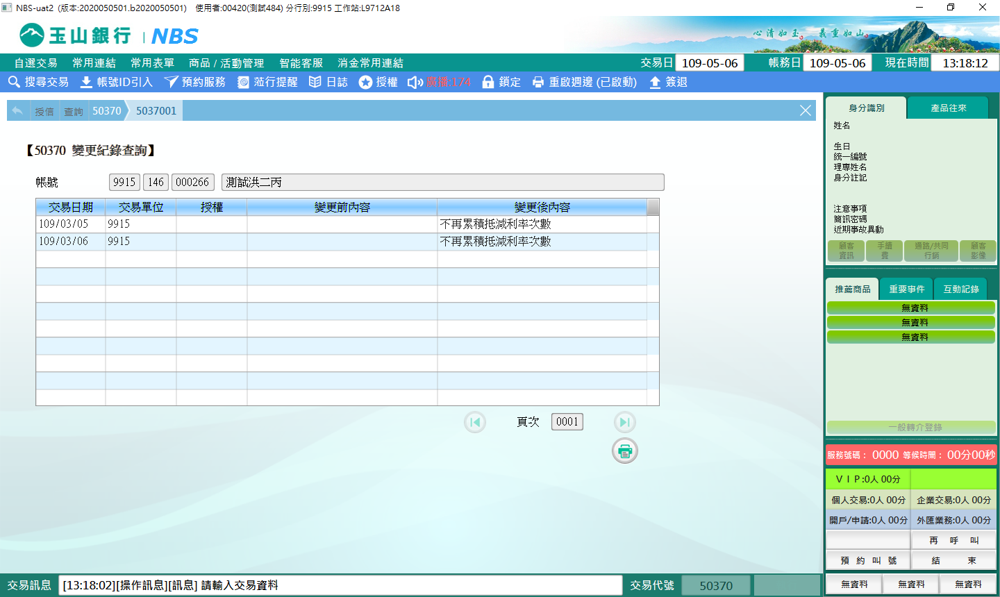 NBS-uat2 (版本:2020050501.b2020050501) 使用者:00420(測試484) 分行別:9915 工作站:L9712A18
玉山銀行 | NBS
心清如玉 義重如山
自選交易 常用連結 常用表單 商品 / 活動管理 智能客服 消金常用連結 交易日 109-05-06 帳務日 109-05-06 現在時間 13:18:12
搜尋交易 帳號ID引入 預約服務 蒞行提醒 日誌 授權 廣播:174 鎖定 重啟週邊 (已啟動) 簽退
授信 查詢 50370 5037001
【50370 變更紀錄查詢】
帳號 9915 146 000266 測試洪二丙
交易日期 交易單位 授權 變更前內容 變更後內容
109/03/05 9915 不再累積抵減利率次數
109/03/06 9915 不再累積抵減利率次數
頁次 0001
身分識別 產品往來
姓名
生日
統一編號
理專姓名
身分註記
注意事項
簡訊密碼
近期事故異動
顧客資訊 手續費 通路/共同行銷 顧客影像
推薦商品 重要事件 互動記錄
無資料
無資料
無資料
一般轉介登錄
服務號碼： 0000 等候時間： 00分00秒
ＶＩＰ:0人 00分
個人交易:0人 00分 企業交易:0人 00分
開戶/申請:0人 00分 外匯業務:0人 00分
再 呼 叫
預 約 叫 號 結 束
無資料 無資料 無資料
交易訊息 [13:18:02][操作訊息][訊息] 請輸入交易資料 交易代號 50370